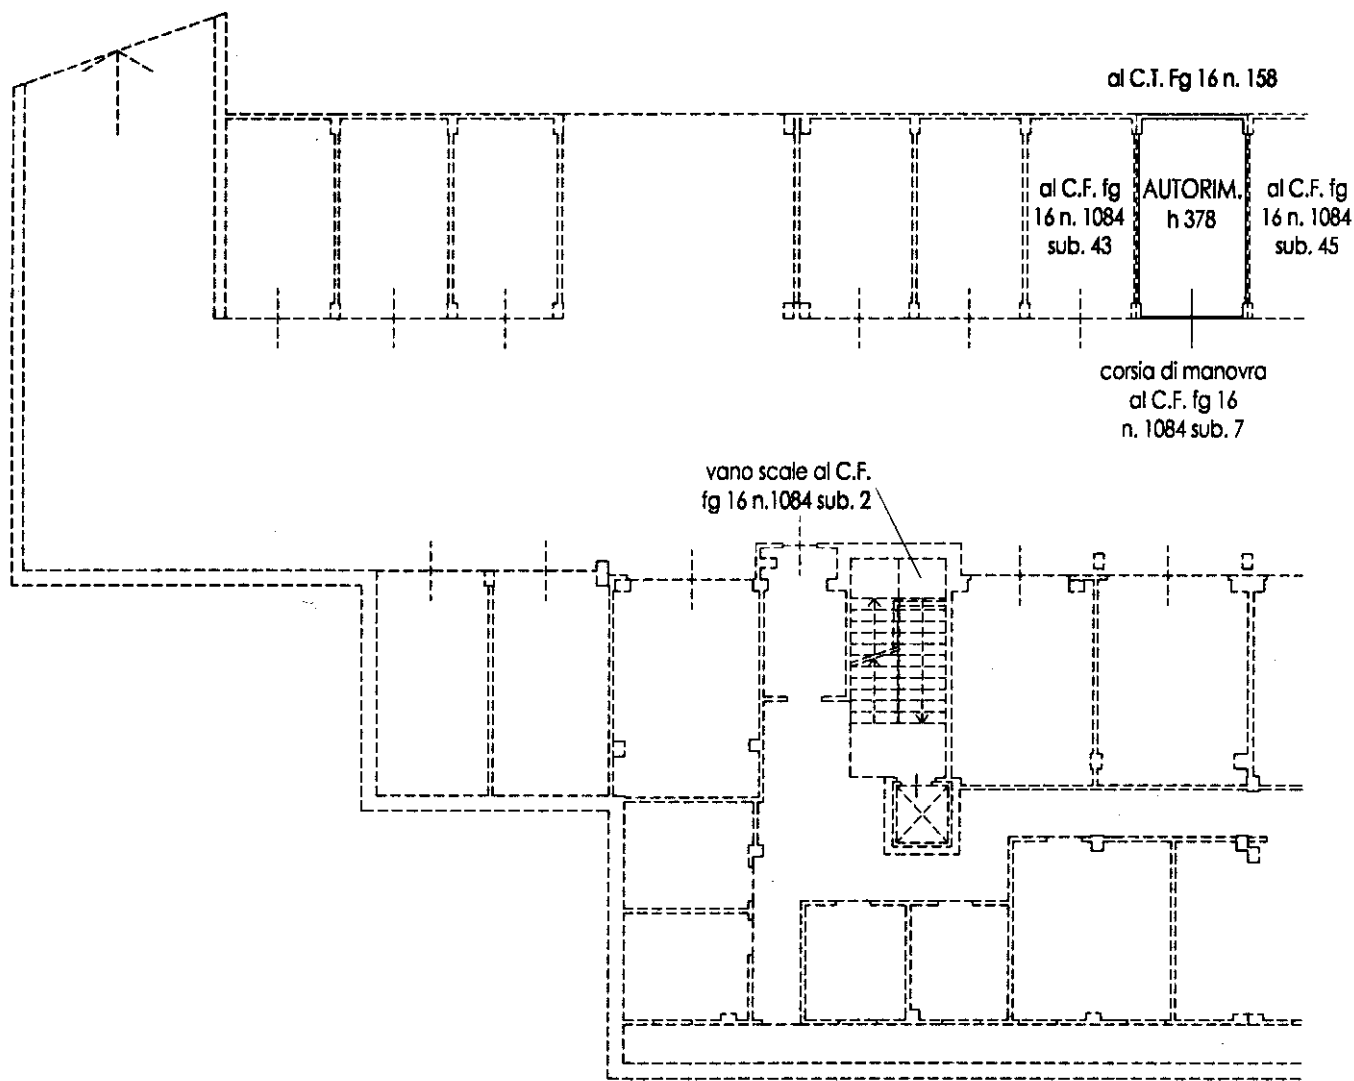 al C.T. Fg 16 n. 158
al C.F. fg
16 n. 1084
sub. 43
AUTORIM.
h 378
al C.F. fg
16 n. 1084
sub. 45
corsia di manovra
al C.F. fg 16
n. 1084 sub. 7
vano scale al C.F.
fg 16 n.1084 sub. 2